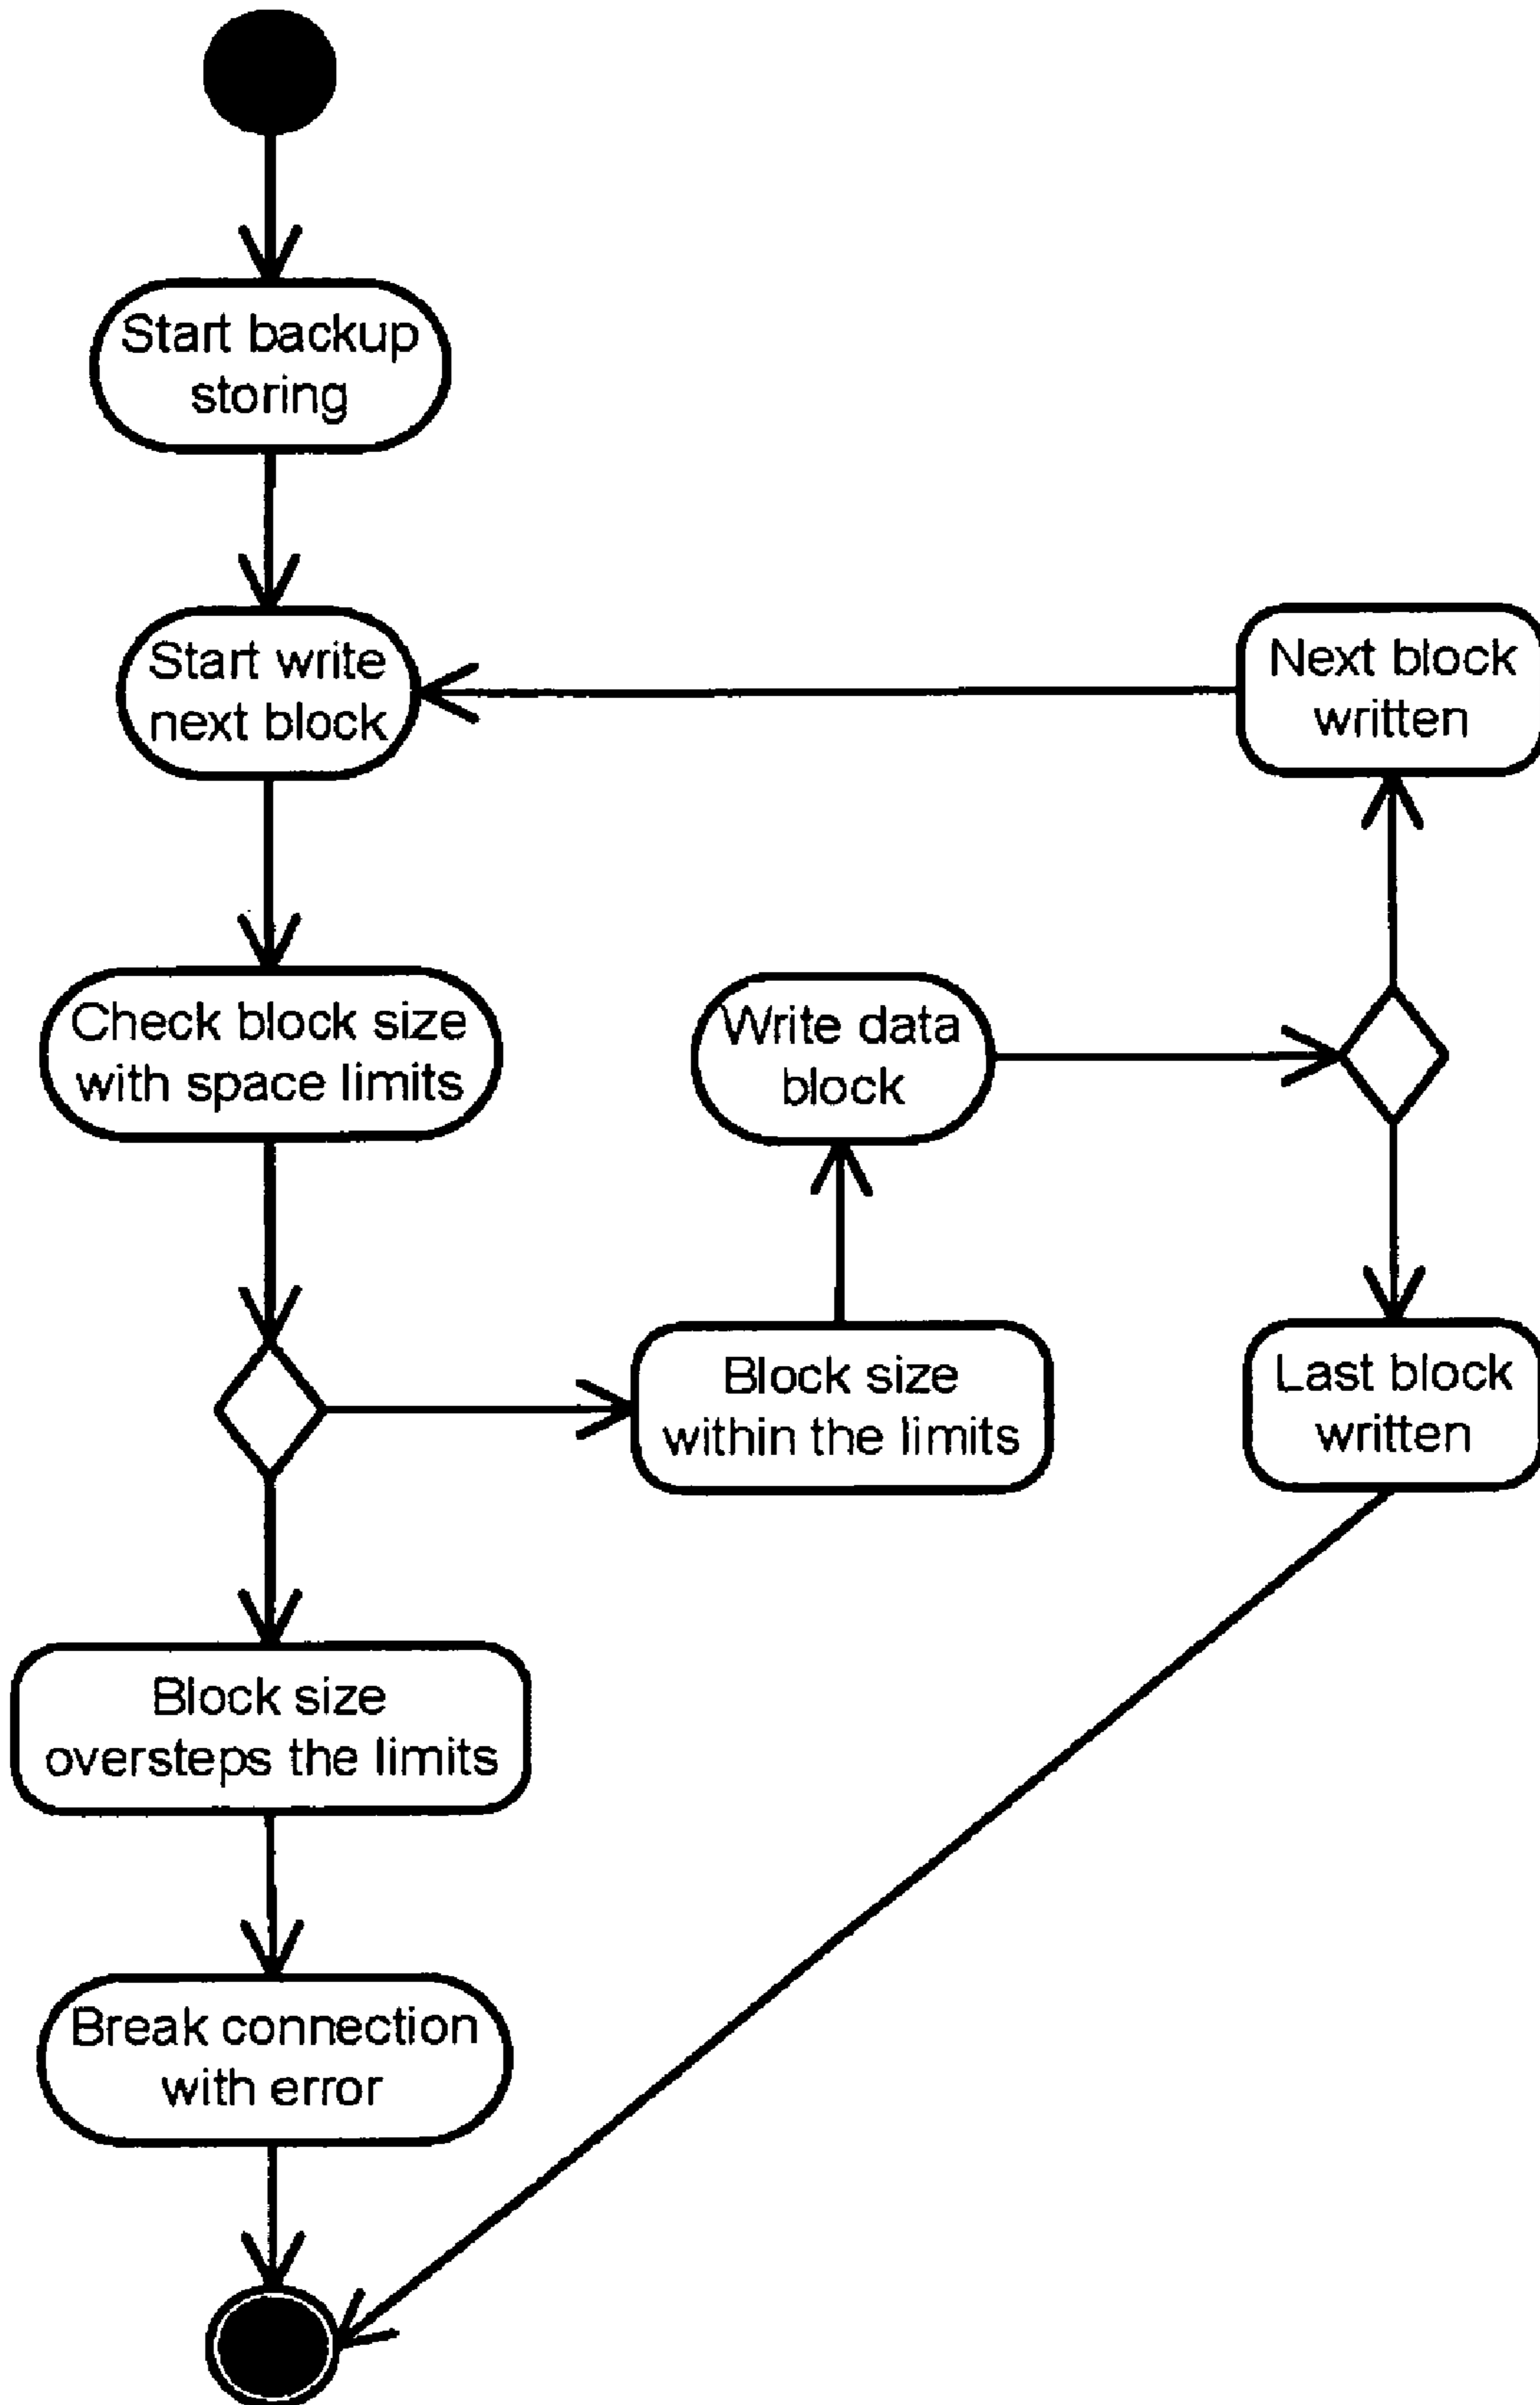 Start backup
storing
Start write
next block
Next block
written
Check block size
with space limits
Write data
block
Block size
within the limits
Last block
written
Block size
oversteps the limits
Break connection
with error